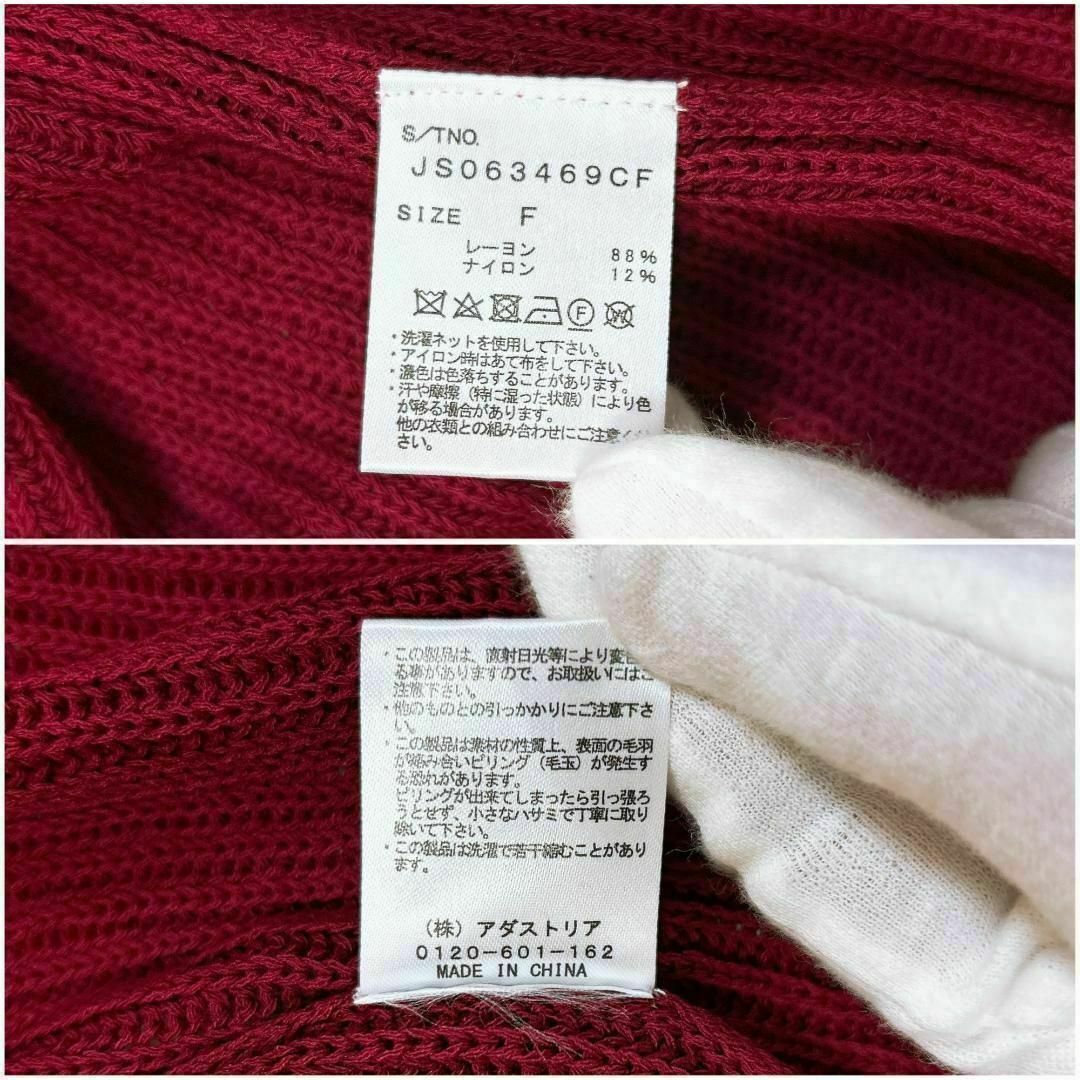 S/TNO.
JS063469CF
SIZE F
レーヨン 88%
ナイロン 12%
F
W
・洗濯ネットを使用して下さい。
・アイロン時はあて布をして下さい。
・濃色は色落ちすることがあります。
・汗や摩擦（特に湿った状態）により色
が移る場合があります。
他の衣類との組み合わせにご注意く
さい。
・この製品は、直射日光等により変色
る事がありますので、お取扱いにはご
注意下さい。
・他のものとの引っかかりにご注意下さ
い。
・この製品は素材の性質上、表面の毛羽
が絡み合いピリング（毛玉）が発生す
る恐れがあります。
ピリングが出来てしまったら引っ張ろ
うとせず、小さなハサミで丁寧に取り
除いて下さい。
・この製品は洗濯で若干縮むことがあり
ます。
（株）アダストリア
0120-601-162
MADE IN CHINA